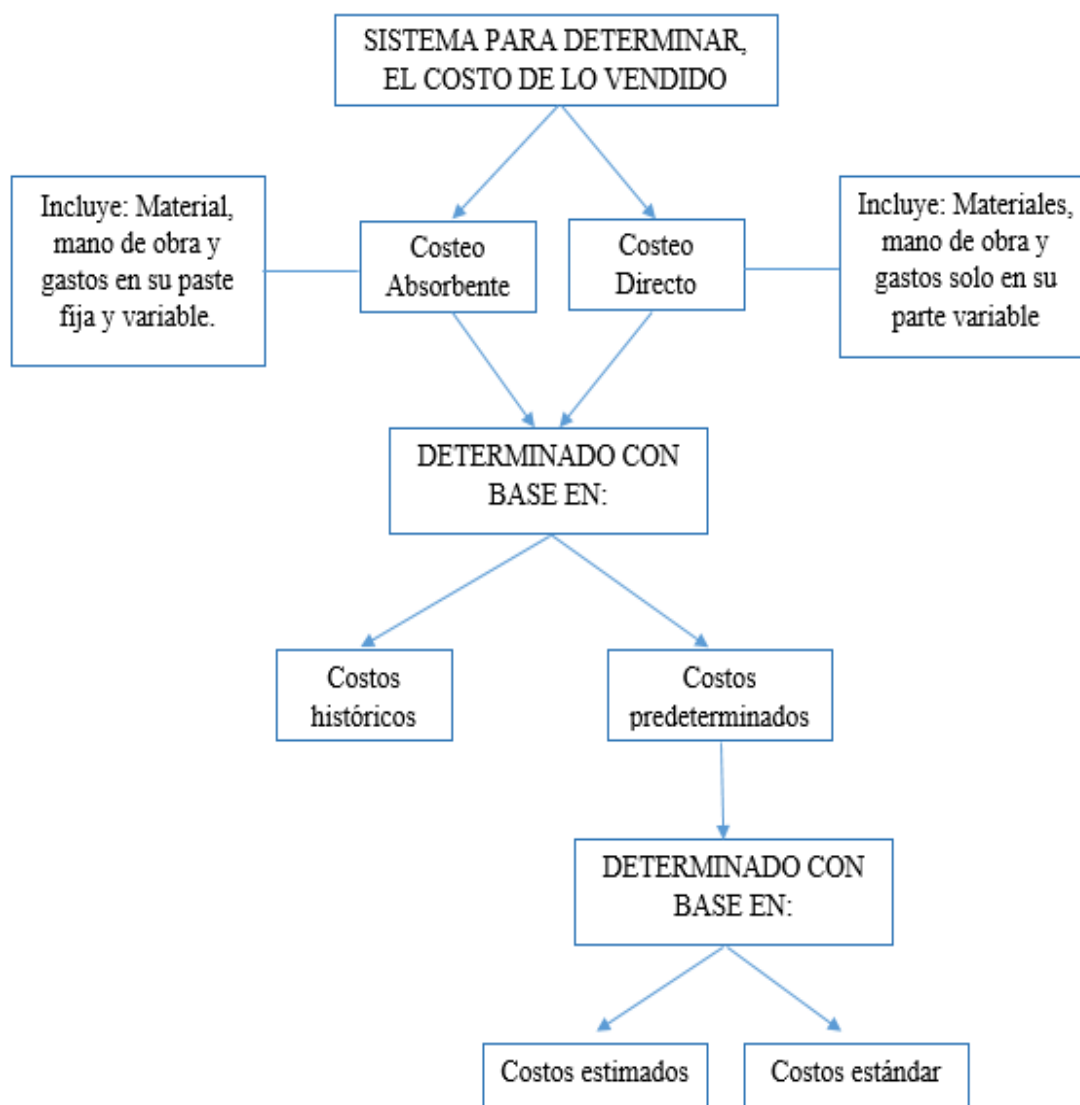 SISTEMA PARA DETERMINAR,
EL COSTO DE LO VENDIDO
Incluye: Material,
mano de obra y
gastos en su paste
fija y variable.
Costeo
Absorbente
Costeo
Directo
Incluye: Materiales,
mano de obra y
gastos solo en su
parte variable
DETERMINADO CON
BASE EN:
Costos
históricos
Costos
predeterminados
DETERMINADO CON
BASE EN:
Costos estimados
Costos estándar